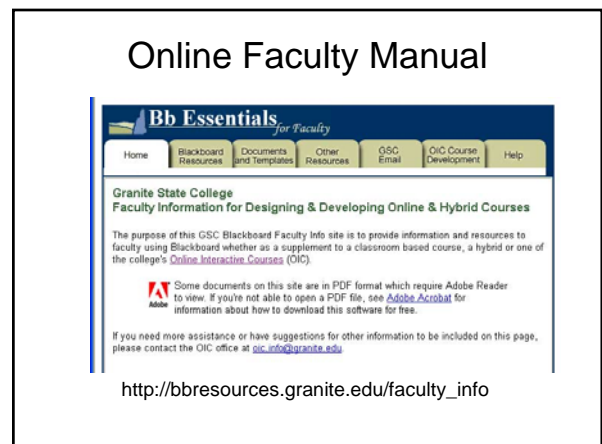 Online Faculty Manual
Bb Essentials for Faculty
Home
Blackboard Resources
Documents and Templates
Other Resources
GSC Email
OIC Course Development
Help
Granite State College
Faculty Information for Designing & Developing Online & Hybrid Courses
The purpose of this GSC Blackboard Faculty Info site is to provide information and resources to
faculty using Blackboard whether as a supplement to a classroom based course, a hybrid or one of
the college's Online Interactive Courses (OIC).
Adobe
Some documents on this site are in PDF format which require Adobe Reader
to view. If you're not able to open a PDF file, see Adobe Acrobat for
information about how to download this software for free.
If you need more assistance or have suggestions for other information to be included on this page,
please contact the OIC office at oic.info@granite.edu.
http://bbresources.granite.edu/faculty_info